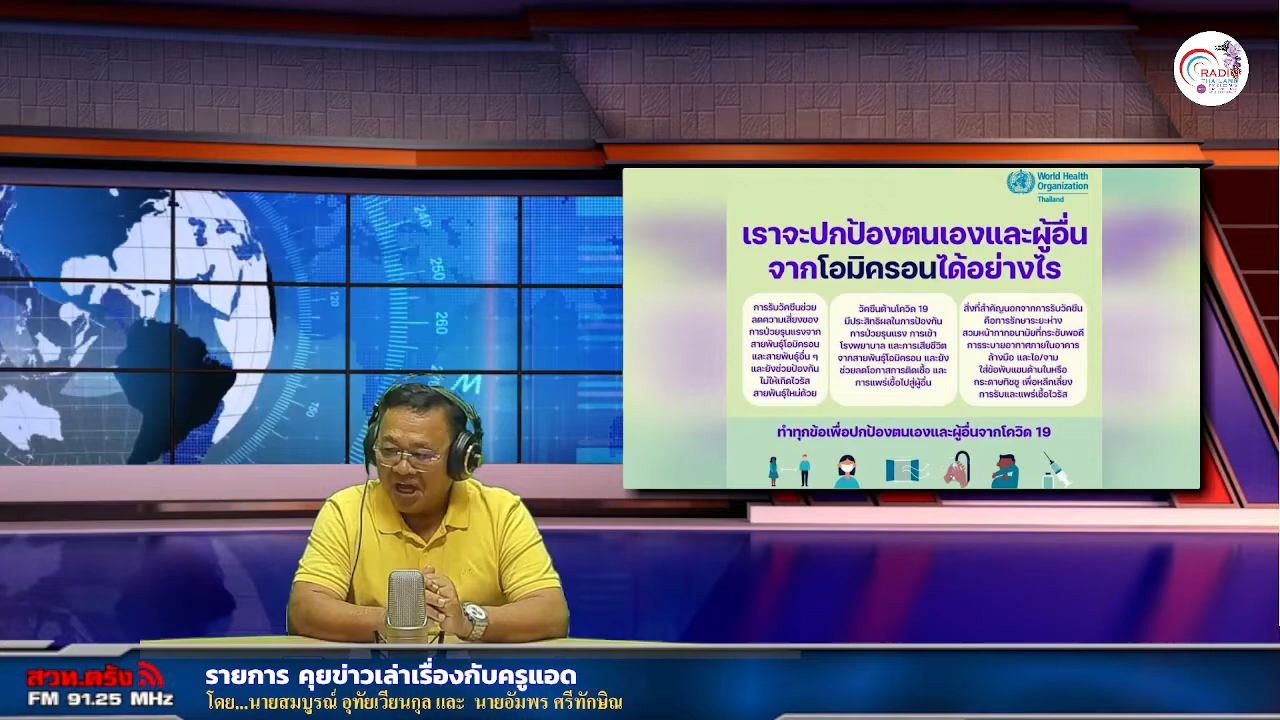 RADIO
THAILAND
World Health
Organization
Thailand
เราจะปกป้องตนเองและผู้อื่น
จากโอมิครอนได้อย่างไร
การรับวัคซีนช่วย
ลดความเสี่ยงของ
การป่วยรุนแรงจาก
สายพันธุ์โอมิครอน
และสายพันธุ์อื่น ๆ
และยังช่วยป้องกัน
ไม่ให้เกิดไวรัส
สายพันธุ์ใหม่ด้วย
วัคซีนต้านโควิด 19
มีประสิทธิผลในการป้องกัน
การป่วยรุนแรง การเข้า
โรงพยาบาล และการเสียชีวิต
จากสายพันธุ์โอมิครอน และยัง
ช่วยลดโอกาสการติดเชื้อ และ
การแพร่เชื้อไปสู่ผู้อื่น
สิ่งที่สำคัญนอกจากการรับวัคซีน
คือการรักษาระยะห่าง
สวมหน้ากากอนามัยที่กระชับพอดี
การระบายอากาศภายในอาคาร
ล้างมือ และไอ/จาม
ใส่ข้อพับแขนด้านในหรือ
กระดาษทิชชู เพื่อหลีกเลี่ยง
การรับและแพร่เชื้อไวรัส
ทำทุกข้อเพื่อปกป้องตนเองและผู้อื่นจากโควิด 19
240
250
260
120
150
สวท.ตรัง
FM 91.25 MHz
รายการ คุยข่าวเล่าเรื่องกับครูแอด
โดย...นายสมบูรณ์ อุทัยเวียนกุล และ นายอัมพร ศรีทักษิณ